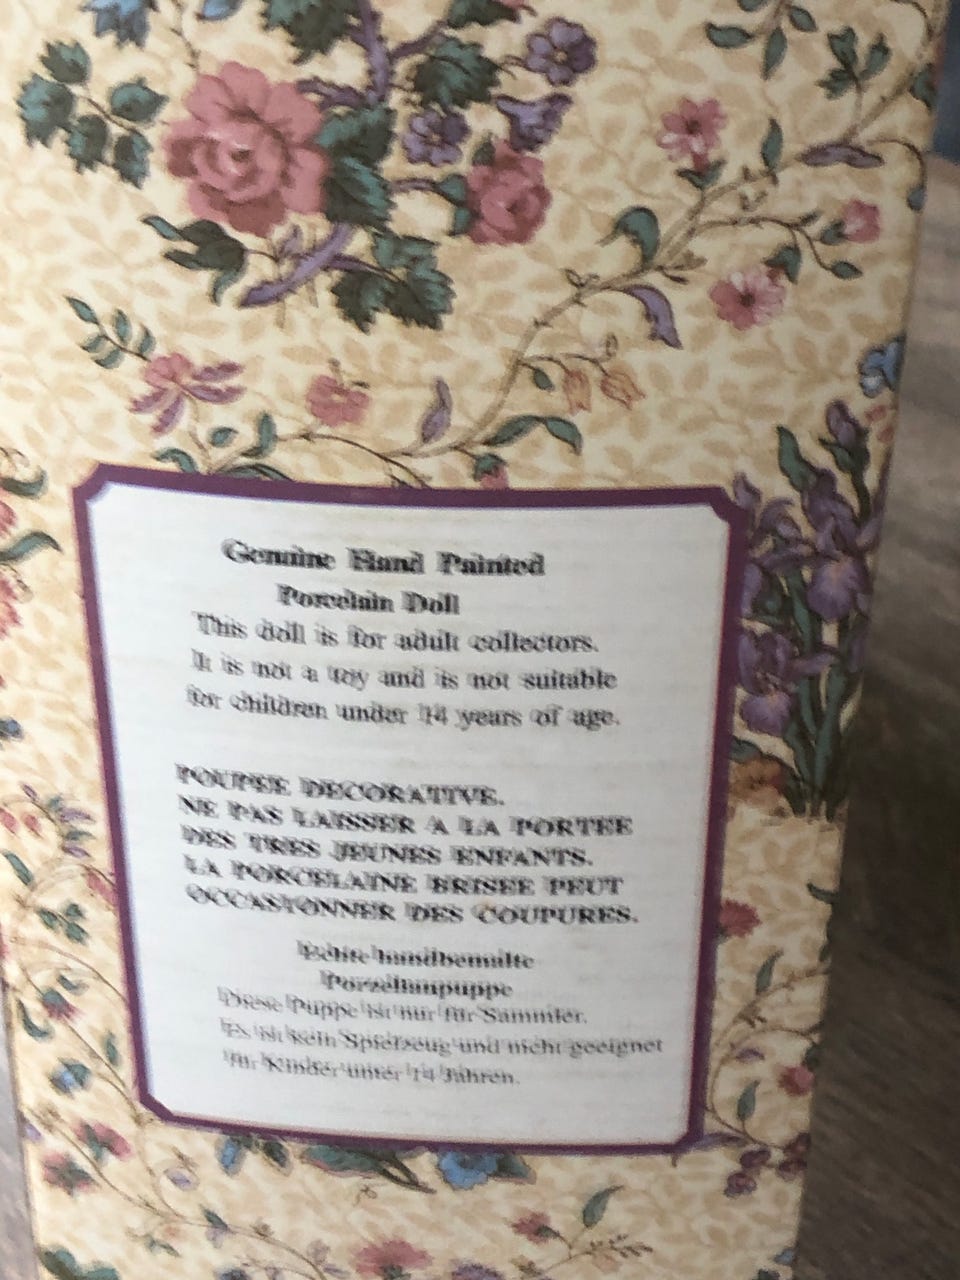 Genuine Hand Painted
Porcelain Doll
This doll is for adult collectors.
It is not a toy and is not suitable
for children under 14 years of age.
POUPEE DECORATIVE.
NE PAS LAISSER A LA PORTEE
DES TRES JEUNES ENFANTS.
LA PORCELAINE BRISEE PEUT
OCCASIONNER DES COUPURES.
Echte handbemalte
Porzellanpuppe
Diese Puppe ist nur für Sammler.
Es ist kein Spielzeug und nicht geeignet
für Kinder unter 14 Jahren.